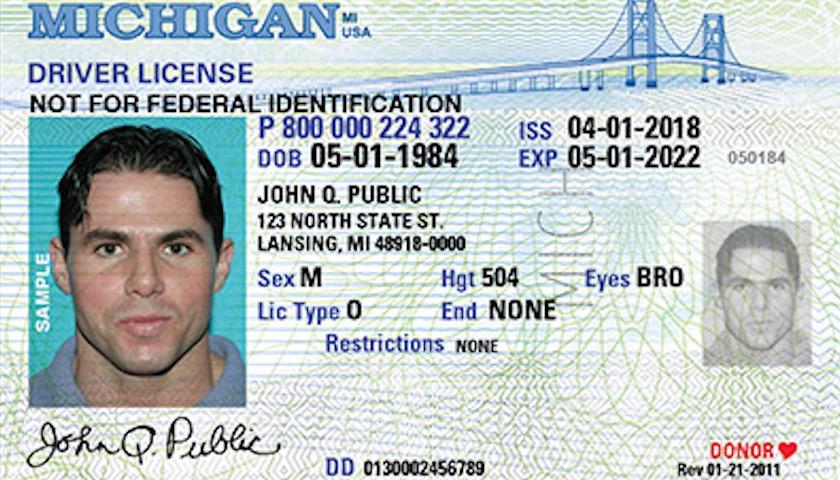 MICHIGAN MI USA
DRIVER LICENSE
NOT FOR FEDERAL IDENTIFICATION
P 800 000 224 322 ISS 04-01-2018
DOB 05-01-1984 EXP 05-01-2022 050184
JOHN Q. PUBLIC
123 NORTH STATE ST.
LANSING, MI 48918-0000
MICH
Sex M Hgt 504 Eyes BRO
Lic Type O End NONE
Restrictions NONE
SAMPLE
John Q. Public
DD 0130002456789
DONOR
Rev 01-21-2011